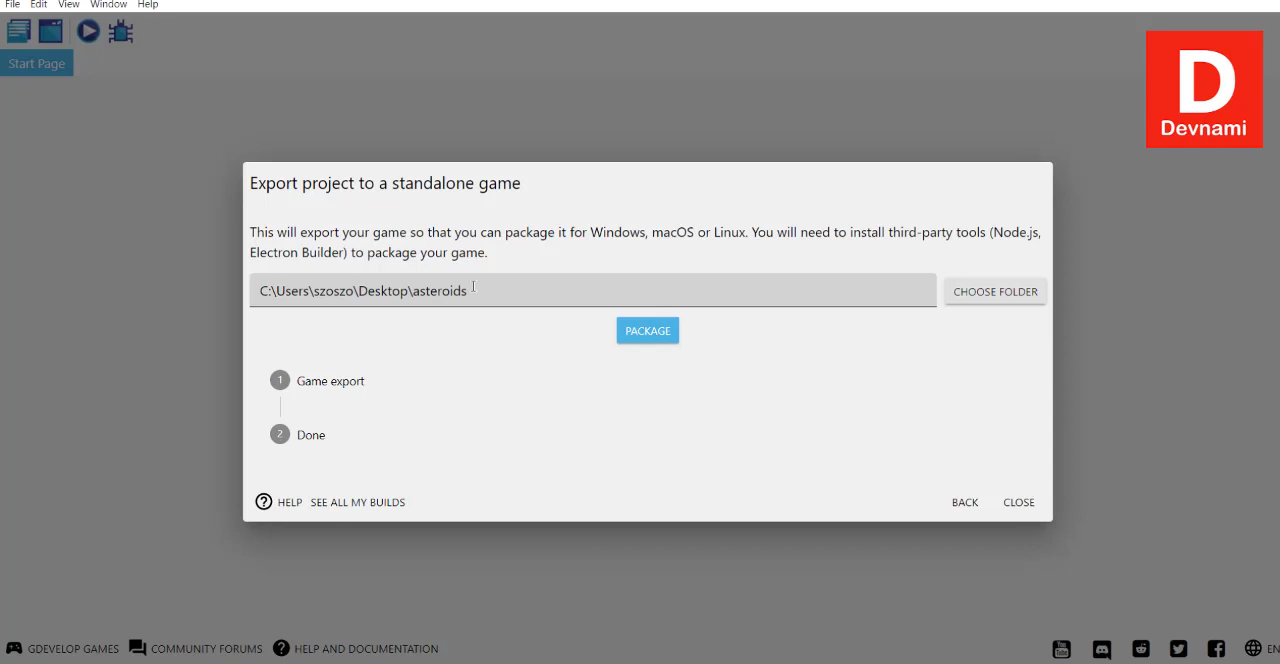 File Edit View Window Help
Start Page
D
Devnami
Export project to a standalone game
This will export your game so that you can package it for Windows, macOS or Linux. You will need to install third-party tools (Node.js,
Electron Builder) to package your game.
C:\Users\szoszo\Desktop\asteroids
CHOOSE FOLDER
PACKAGE
1 Game export
2 Done
HELP SEE ALL MY BUILDS BACK CLOSE
GDEVELOP GAMES COMMUNITY FORUMS HELP AND DOCUMENTATION EN